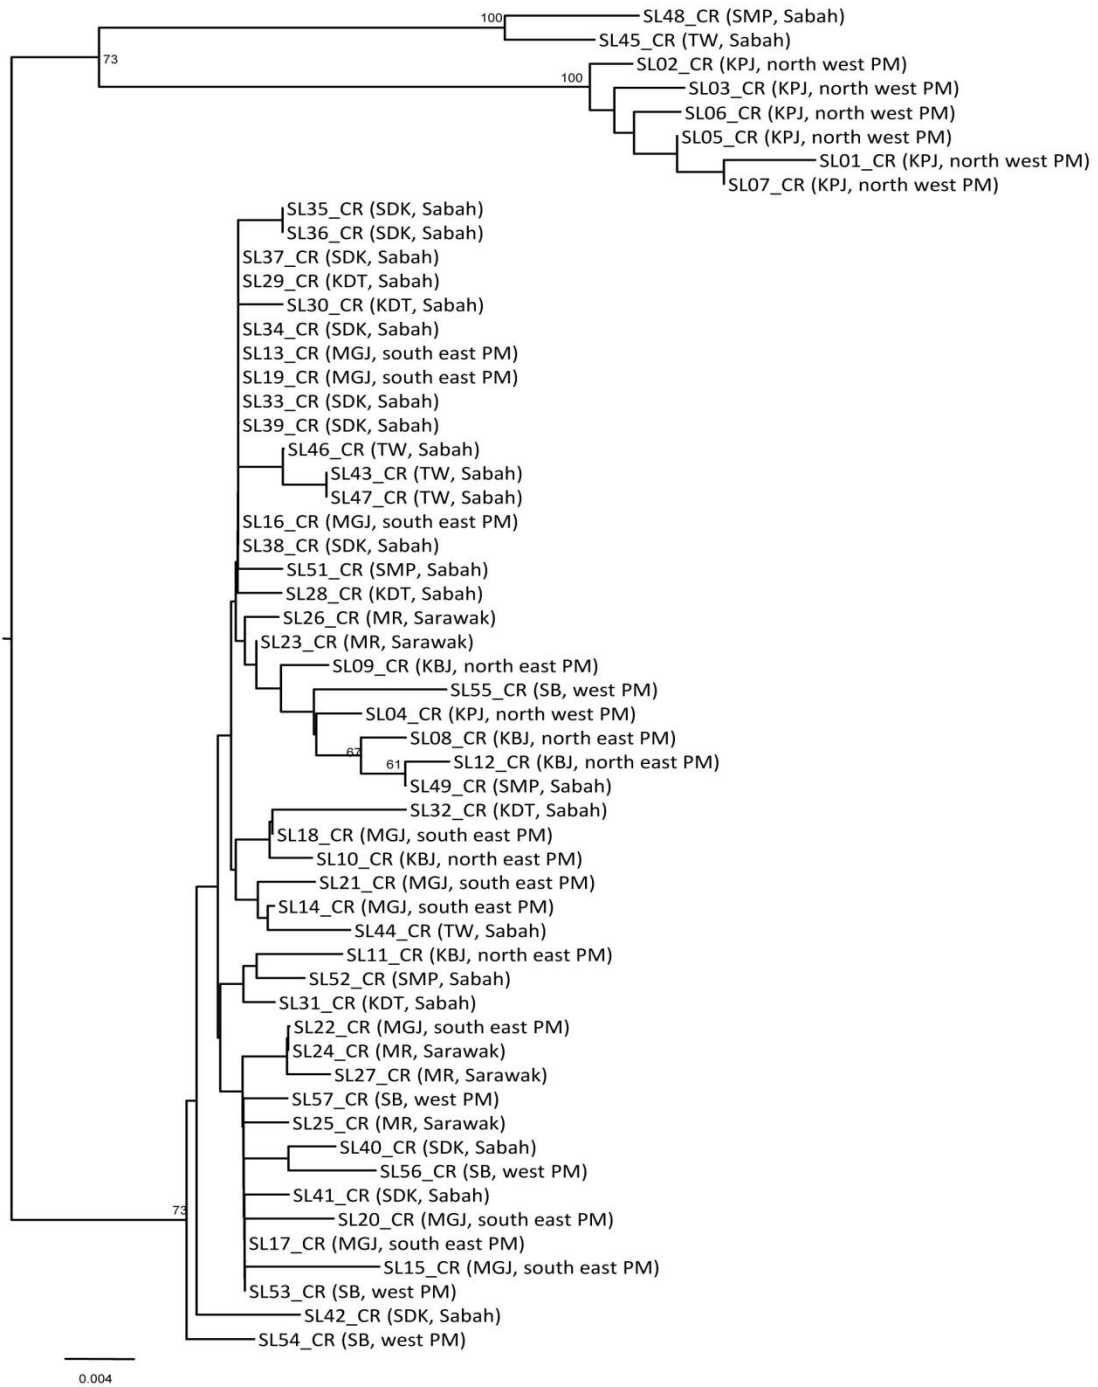 100
SL48_CR (SMP, Sabah)
SL45_CR (TW, Sabah)
73
SL02_CR (KPJ, north west PM)
100
SL03_CR (KPJ, north west PM)
SL06_CR (KPJ, north west PM)
SL05_CR (KPJ, north west PM)
SL01_CR (KPJ, north west PM)
SL07_CR (KPJ, north west PM)
SL35_CR (SDK, Sabah)
SL36_CR (SDK, Sabah)
SL37_CR (SDK, Sabah)
SL29_CR (KDT, Sabah)
SL30_CR (KDT, Sabah)
SL34_CR (SDK, Sabah)
SL13_CR (MGJ, south east PM)
SL19_CR (MGJ, south east PM)
SL33_CR (SDK, Sabah)
SL39_CR (SDK, Sabah)
SL46_CR (TW, Sabah)
SL43_CR (TW, Sabah)
SL47_CR (TW, Sabah)
SL16_CR (MGJ, south east PM)
SL38_CR (SDK, Sabah)
SL51_CR (SMP, Sabah)
SL28_CR (KDT, Sabah)
SL26_CR (MR, Sarawak)
SL23_CR (MR, Sarawak)
SL09_CR (KBJ, north east PM)
SL55_CR (SB, west PM)
SL04_CR (KPJ, north west PM)
SL08_CR (KBJ, north east PM)
67
61
SL12_CR (KBJ, north east PM)
SL49_CR (SMP, Sabah)
SL32_CR (KDT, Sabah)
SL18_CR (MGJ, south east PM)
SL10_CR (KBJ, north east PM)
SL21_CR (MGJ, south east PM)
SL14_CR (MGJ, south east PM)
SL44_CR (TW, Sabah)
SL11_CR (KBJ, north east PM)
SL52_CR (SMP, Sabah)
SL31_CR (KDT, Sabah)
SL22_CR (MGJ, south east PM)
SL24_CR (MR, Sarawak)
SL27_CR (MR, Sarawak)
SL57_CR (SB, west PM)
SL25_CR (MR, Sarawak)
SL40_CR (SDK, Sabah)
SL56_CR (SB, west PM)
SL41_CR (SDK, Sabah)
73
SL20_CR (MGJ, south east PM)
SL17_CR (MGJ, south east PM)
SL15_CR (MGJ, south east PM)
SL53_CR (SB, west PM)
SL42_CR (SDK, Sabah)
SL54_CR (SB, west PM)
0.004